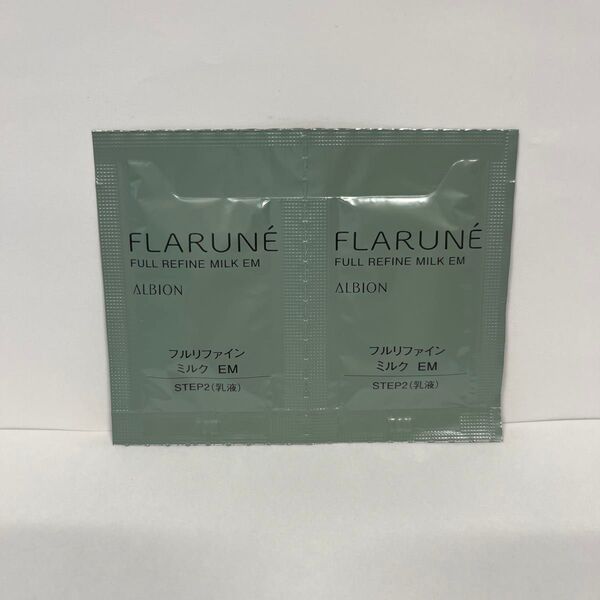 FLARUNÉ
FULL REFINE MILK EM
ALBION
フルリファイン
ミルク EM
STEP2(乳液)
FLARUNÉ
FULL REFINE MILK EM
ALBION
フルリファイン
ミルク EM
STEP2(乳液)